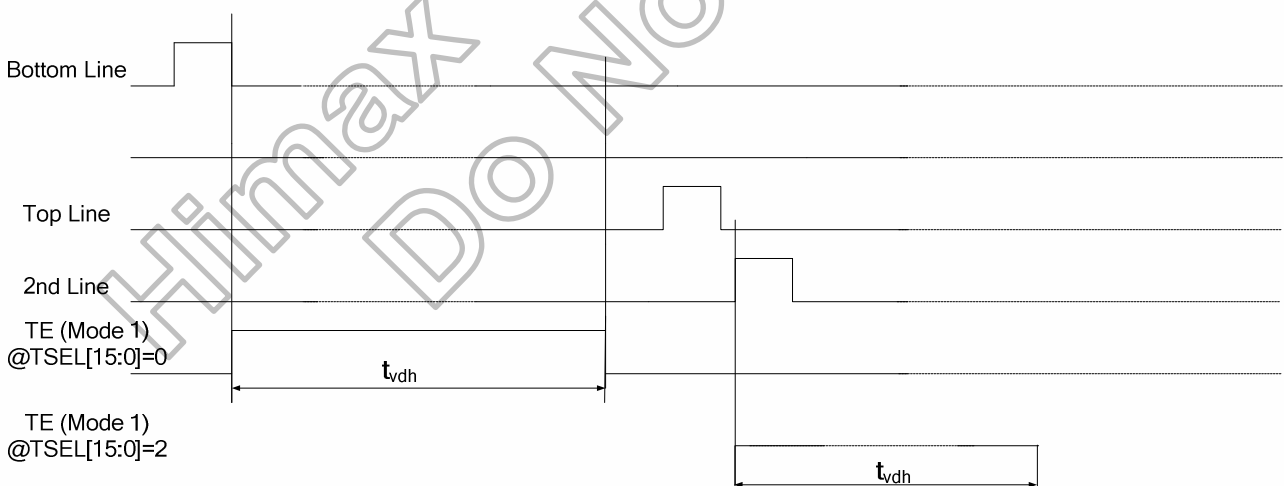 Himax
Do No
Bottom Line
Top Line
2nd Line
TE (Mode 1)
@TSEL[15:0]=0
tvdh
TE (Mode 1)
@TSEL[15:0]=2
tvdh